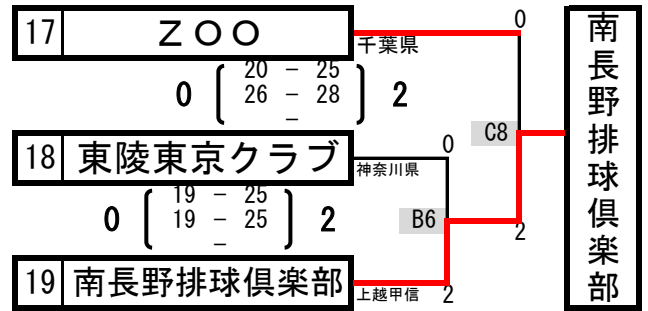 17 ZOO 千葉県 0
0 20 - 25 2
26 - 28
-
C8
18 東陵東京クラブ 神奈川県 0
0 19 - 25 2
19 - 25
-
B6
2
19 南長野排球倶楽部 上越甲信 2
南長野排球倶楽部